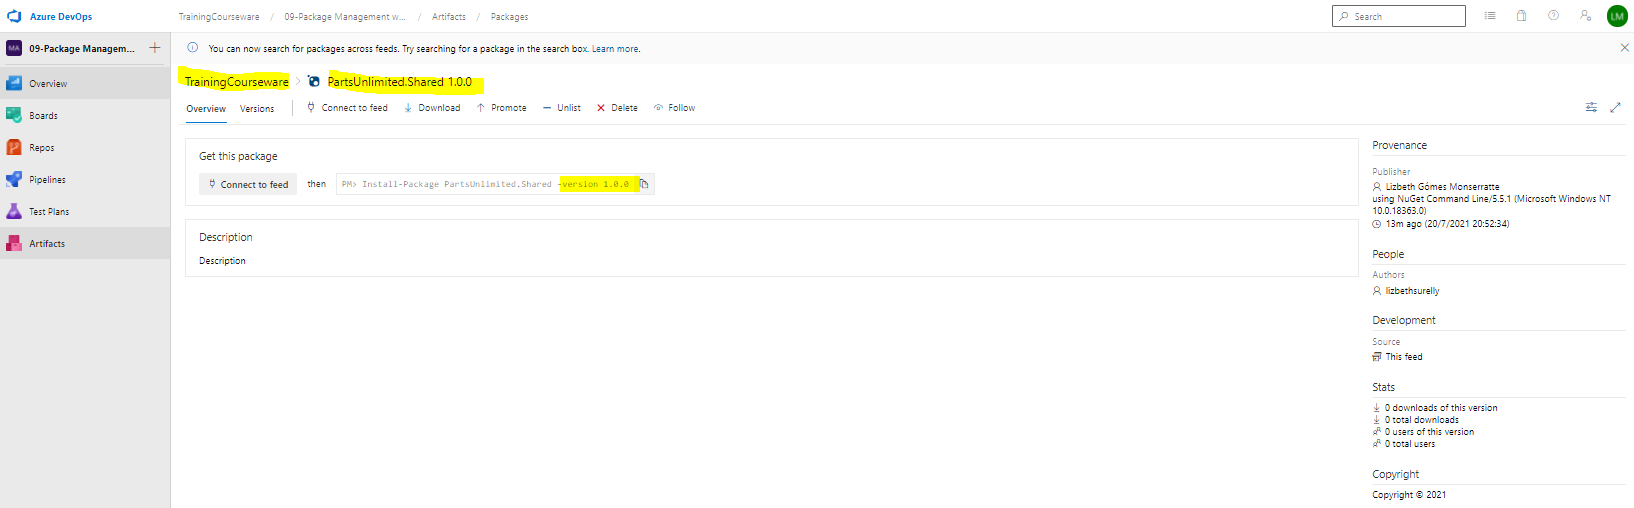 Azure DevOps
TrainingCourseware / 09-Package Management w... / Artifacts / Packages
Search
LM
MA 09-Package Managem... +
Overview
Boards
Repos
Pipelines
Test Plans
Artifacts
You can now search for packages across feeds. Try searching for a package in the search box. Learn more.
TrainingCourseware > PartsUnlimited.Shared 1.0.0
Overview Versions Connect to feed Download Promote Unlist Delete Follow
Get this package
Connect to feed then PM> Install-Package PartsUnlimited.Shared -version 1.0.0
Description
Description
Provenance
Publisher
Lizbeth Gómes Monserratte
using NuGet Command Line/5.5.1 (Microsoft Windows NT
10.0.18363.0)
13m ago (20/7/2021 20:52:34)
People
Authors
lizbethsurelly
Development
Source
This feed
Stats
0 downloads of this version
0 total downloads
0 users of this version
0 total users
Copyright
Copyright © 2021